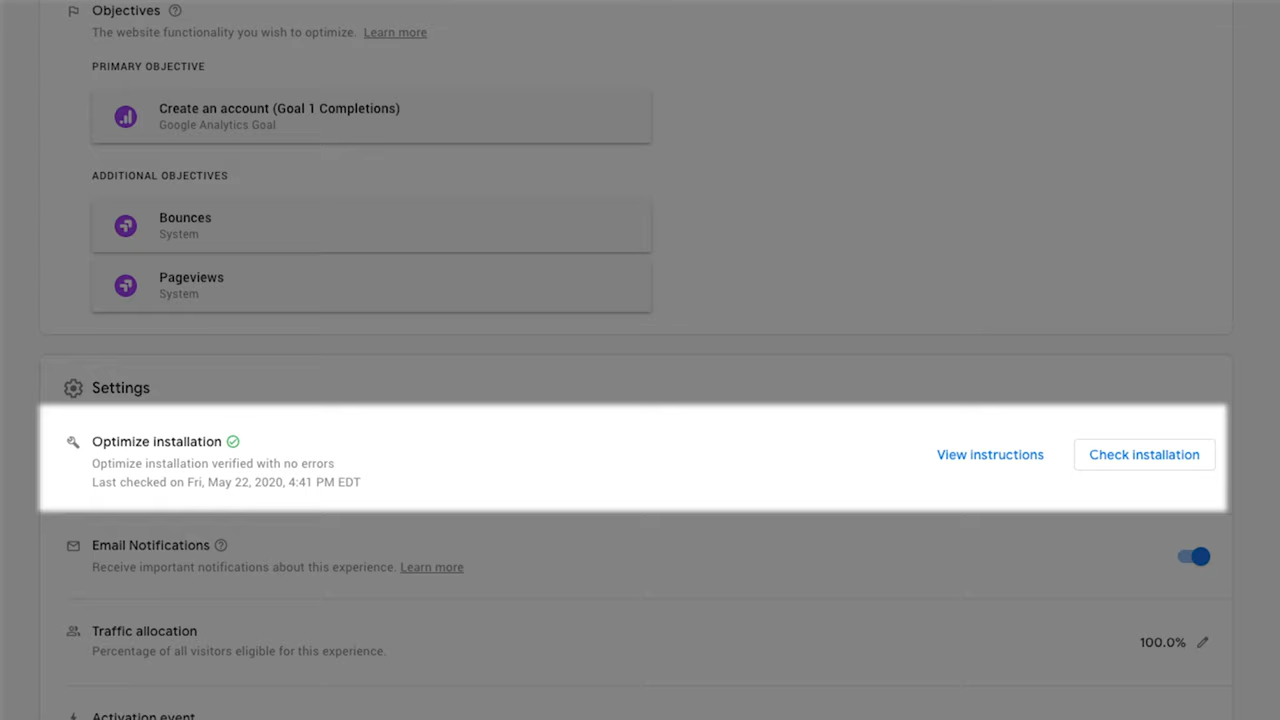 Objectives
The website functionality you wish to optimize. Learn more
PRIMARY OBJECTIVE
Create an account (Goal 1 Completions)
Google Analytics Goal
ADDITIONAL OBJECTIVES
Bounces
System
Pageviews
System
Settings
Optimize installation
Optimize installation verified with no errors
Last checked on Fri, May 22, 2020, 4:41 PM EDT
View instructions
Check installation
Email Notifications
Receive important notifications about this experience. Learn more
Traffic allocation
Percentage of all visitors eligible for this experience.
100.0%
Activation event